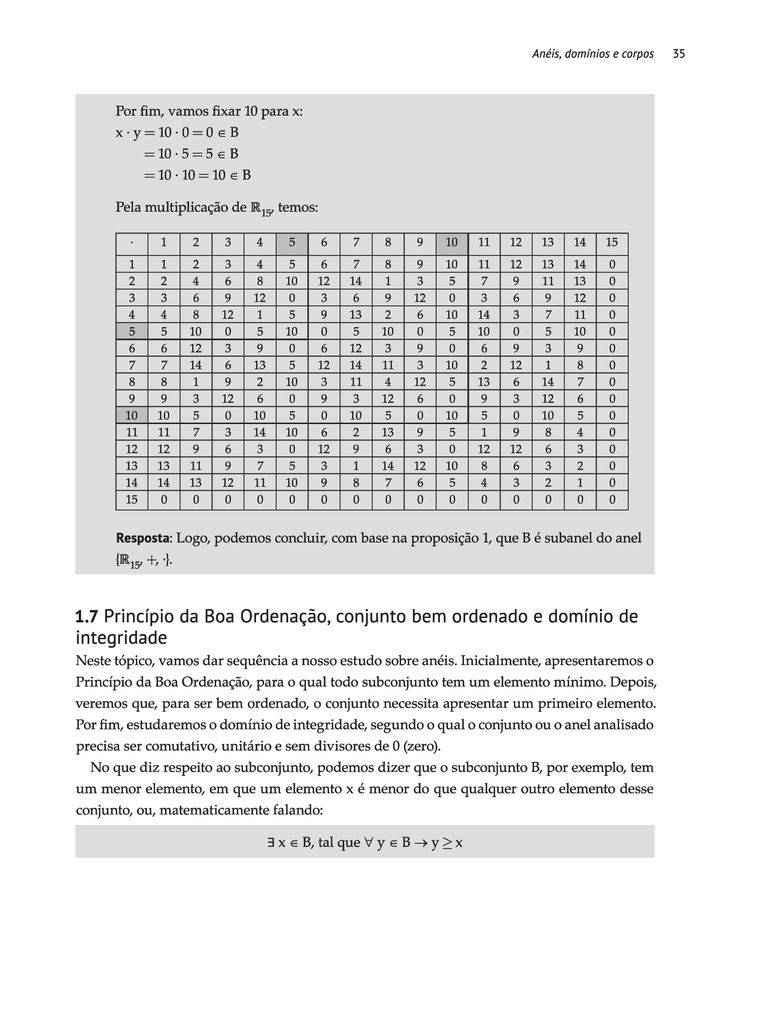 Anéis, domínios e corpos 35
Por fim, vamos fixar 10 para x:
x · y = 10 · 0 = 0 ∈ B
= 10 · 5 = 5 ∈ B
= 10 · 10 = 10 ∈ B
Pela multiplicação de ℝ15, temos:
· 1 2 3 4 5 6 7 8 9 10 11 12 13 14 15
1 1 2 3 4 5 6 7 8 9 10 11 12 13 14 0
2 2 4 6 8 10 12 14 1 3 5 7 9 11 13 0
3 3 6 9 12 0 3 6 9 12 0 3 6 9 12 0
4 4 8 12 1 5 9 13 2 6 10 14 3 7 11 0
5 5 10 0 5 10 0 5 10 0 5 10 0 5 10 0
6 6 12 3 9 0 6 12 3 9 0 6 9 3 9 0
7 7 14 6 13 5 12 14 11 3 10 2 12 1 8 0
8 8 1 9 2 10 3 11 4 12 5 13 6 14 7 0
9 9 3 12 6 0 9 3 12 6 0 9 3 12 6 0
10 10 5 0 10 5 0 10 5 0 10 5 0 10 5 0
11 11 7 3 14 10 6 2 13 9 5 1 9 8 4 0
12 12 9 6 3 0 12 9 6 3 0 12 12 6 3 0
13 13 11 9 7 5 3 1 14 12 10 8 6 3 2 0
14 14 13 12 11 10 9 8 7 6 5 4 3 2 1 0
15 0 0 0 0 0 0 0 0 0 0 0 0 0 0 0
Resposta: Logo, podemos concluir, com base na proposição 1, que B é subanel do anel
{ℝ15, +, ·}.
1.7 Princípio da Boa Ordenação, conjunto bem ordenado e domínio de
integridade
Neste tópico, vamos dar sequência a nosso estudo sobre anéis. Inicialmente, apresentaremos o
Princípio da Boa Ordenação, para o qual todo subconjunto tem um elemento mínimo. Depois,
veremos que, para ser bem ordenado, o conjunto necessita apresentar um primeiro elemento.
Por fim, estudaremos o domínio de integridade, segundo o qual o conjunto ou o anel analisado
precisa ser comutativo, unitário e sem divisores de 0 (zero).
No que diz respeito ao subconjunto, podemos dizer que o subconjunto B, por exemplo, tem
um menor elemento, em que um elemento x é menor do que qualquer outro elemento desse
conjunto, ou, matematicamente falando:
∃ x ∈ B, tal que ∀ y ∈ B → y ≥ x